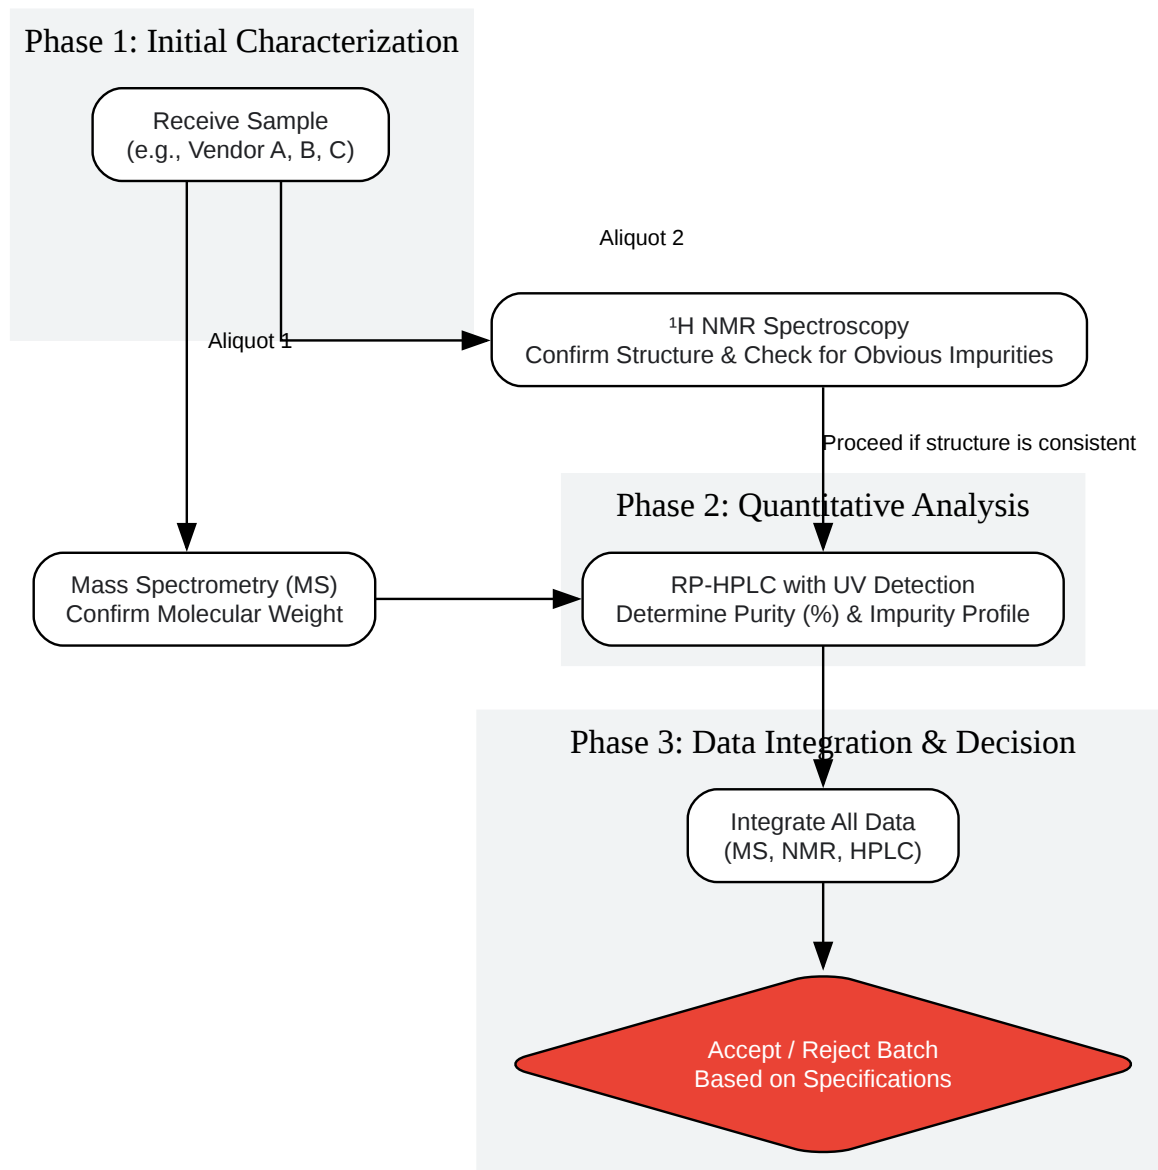 Phase 1: Initial Characterization
Receive Sample
(e.g., Vendor A, B, C)
Aliquot 2
¹H NMR Spectroscopy
Confirm Structure & Check for Obvious Impurities
Aliquot 1
Proceed if structure is consistent
Phase 2: Quantitative Analysis
Mass Spectrometry (MS)
Confirm Molecular Weight
RP-HPLC with UV Detection
Determine Purity (%) & Impurity Profile
Phase 3: Data Integration & Decision
Integrate All Data
(MS, NMR, HPLC)
Accept / Reject Batch
Based on Specifications